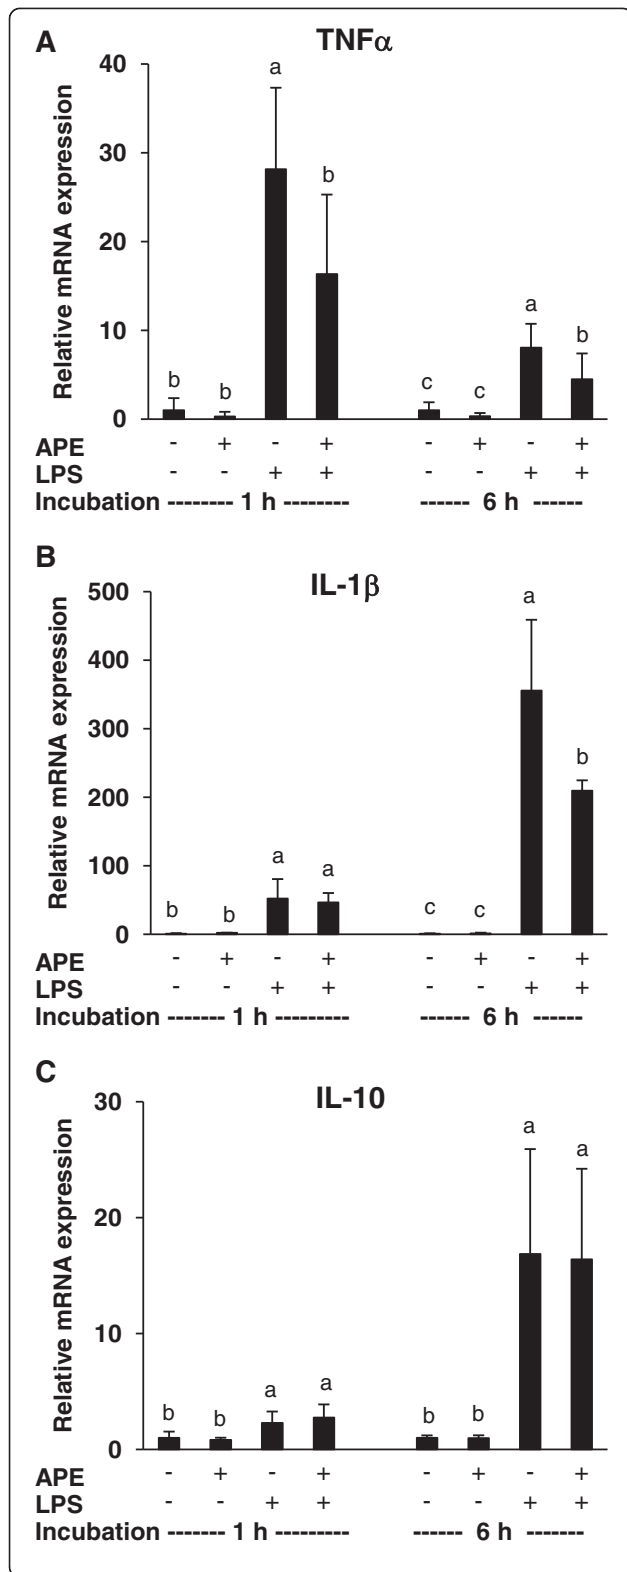 A
TNFα
Relative mRNA expression
40
30
20
10
0
a
b
a
b
b
b
c
c
APE - + - + - + - +
LPS - - + + - - + +
Incubation -------- 1 h --------- ------ 6 h ------
B
IL-1β
Relative mRNA expression
500
400
300
200
100
0
a
b
a
a
b
b
c
c
APE - + - + - + - +
LPS - - + + - - + +
Incubation ------- 1 h --------- ------ 6 h ------
C
IL-10
Relative mRNA expression
30
20
10
0
a
a
a
a
b
b
b
b
APE - + - + - + - +
LPS - - + + - - + +
Incubation ------- 1 h --------- ------ 6 h -------